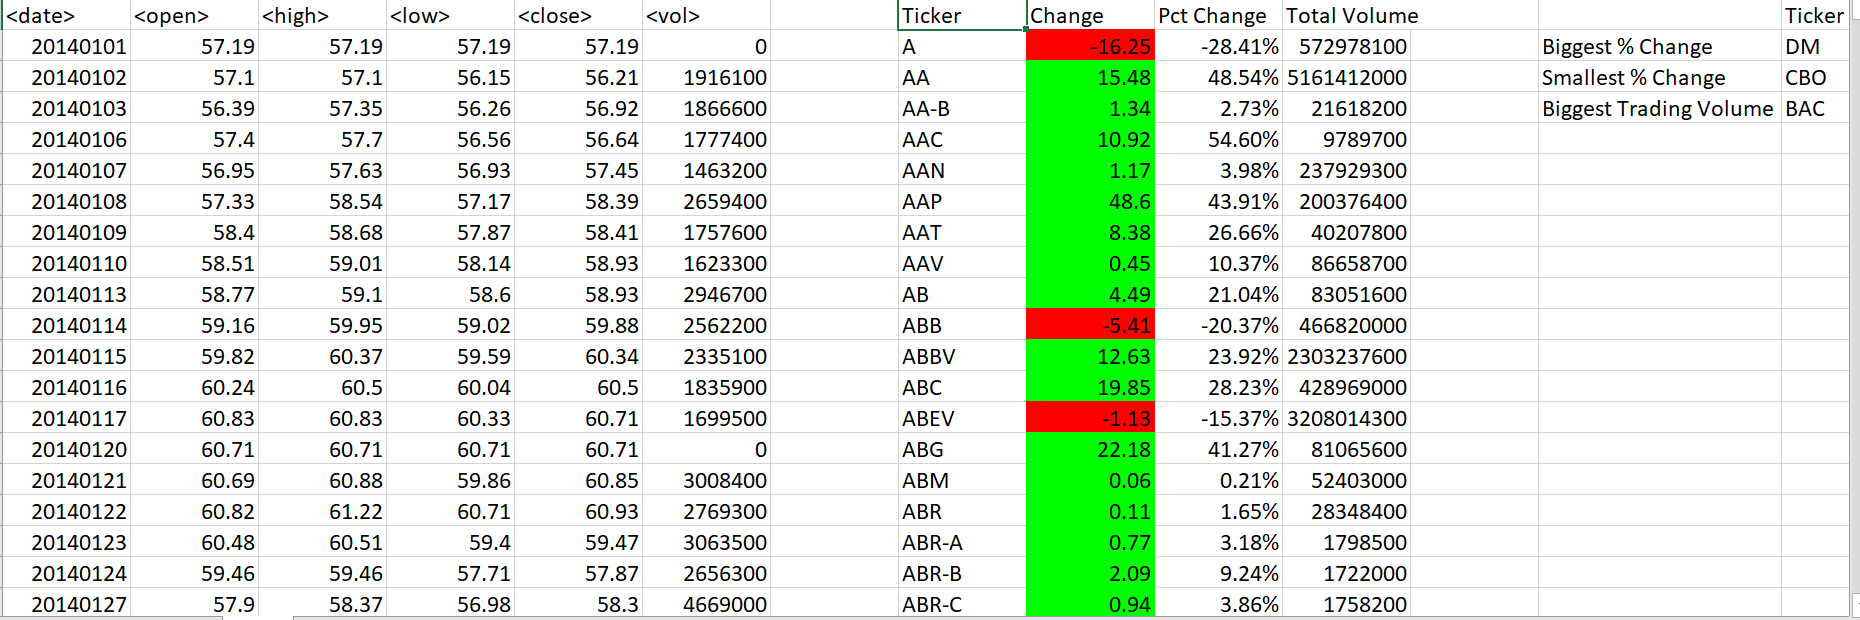 <date> <open> <high> <low> <close> <vol> Ticker Change Pct Change Total Volume Ticker
20140101 57.19 57.19 57.19 57.19 0 A -16.25 -28.41% 572978100 Biggest % Change DM
20140102 57.1 57.1 56.15 56.21 1916100 AA 15.48 48.54% 5161412000 Smallest % Change CBO
20140103 56.39 57.35 56.26 56.92 1866600 AA-B 1.34 2.73% 21618200 Biggest Trading Volume BAC
20140106 57.4 57.7 56.56 56.64 1777400 AAC 10.92 54.60% 9789700
20140107 56.95 57.63 56.93 57.45 1463200 AAN 1.17 3.98% 237929300
20140108 57.33 58.54 57.17 58.39 2659400 AAP 48.6 43.91% 200376400
20140109 58.4 58.68 57.87 58.41 1757600 AAT 8.38 26.66% 40207800
20140110 58.51 59.01 58.14 58.93 1623300 AAV 0.45 10.37% 86658700
20140113 58.77 59.1 58.6 58.93 2946700 AB 4.49 21.04% 83051600
20140114 59.16 59.95 59.02 59.88 2562200 ABB -5.41 -20.37% 466820000
20140115 59.82 60.37 59.59 60.34 2335100 ABBV 12.63 23.92% 2303237600
20140116 60.24 60.5 60.04 60.5 1835900 ABC 19.85 28.23% 428969000
20140117 60.83 60.83 60.33 60.71 1699500 ABEV -1.13 -15.37% 3208014300
20140120 60.71 60.71 60.71 60.71 0 ABG 22.18 41.27% 81065600
20140121 60.69 60.88 59.86 60.85 3008400 ABM 0.06 0.21% 52403000
20140122 60.82 61.22 60.71 60.93 2769300 ABR 0.11 1.65% 28348400
20140123 60.48 60.51 59.4 59.47 3063500 ABR-A 0.77 3.18% 1798500
20140124 59.46 59.46 57.71 57.87 2656300 ABR-B 2.09 9.24% 1722000
20140127 57.9 58.37 56.98 58.3 4669000 ABR-C 0.94 3.86% 1758200